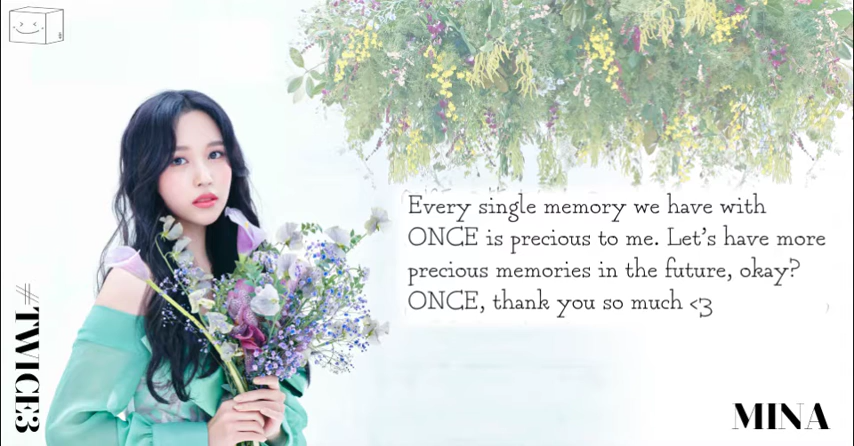 Every single memory we have with
ONCE is precious to me. Let's have more
precious memories in the future, okay?
ONCE, thank you so much <3
#TWICE3
MINA